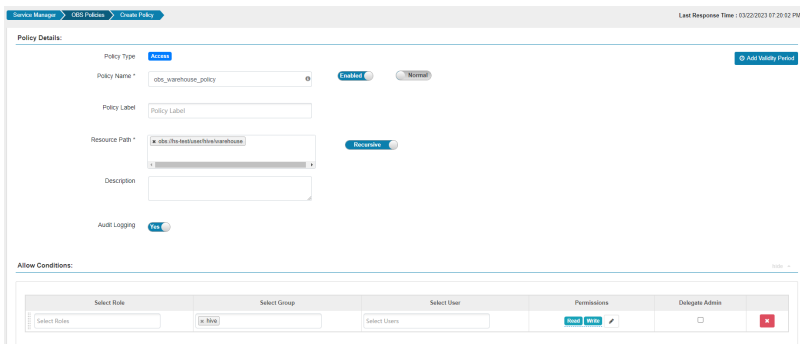 Service Manager OBS Policies Create Policy Last Response Time : 03/22/2023 07:20:02 PM
Policy Details:
Policy Type Access Add Validity Period
Policy Name * obs_warehouse_policy Enabled Normal
Policy Label Policy Label
Resource Path * × obs://hs-test/user/hive/warehouse Recursive
Description
Audit Logging Yes
Allow Conditions:
Select Role Select Group Select User Permissions Delegate Admin
Select Roles × hive Select Users Read Write